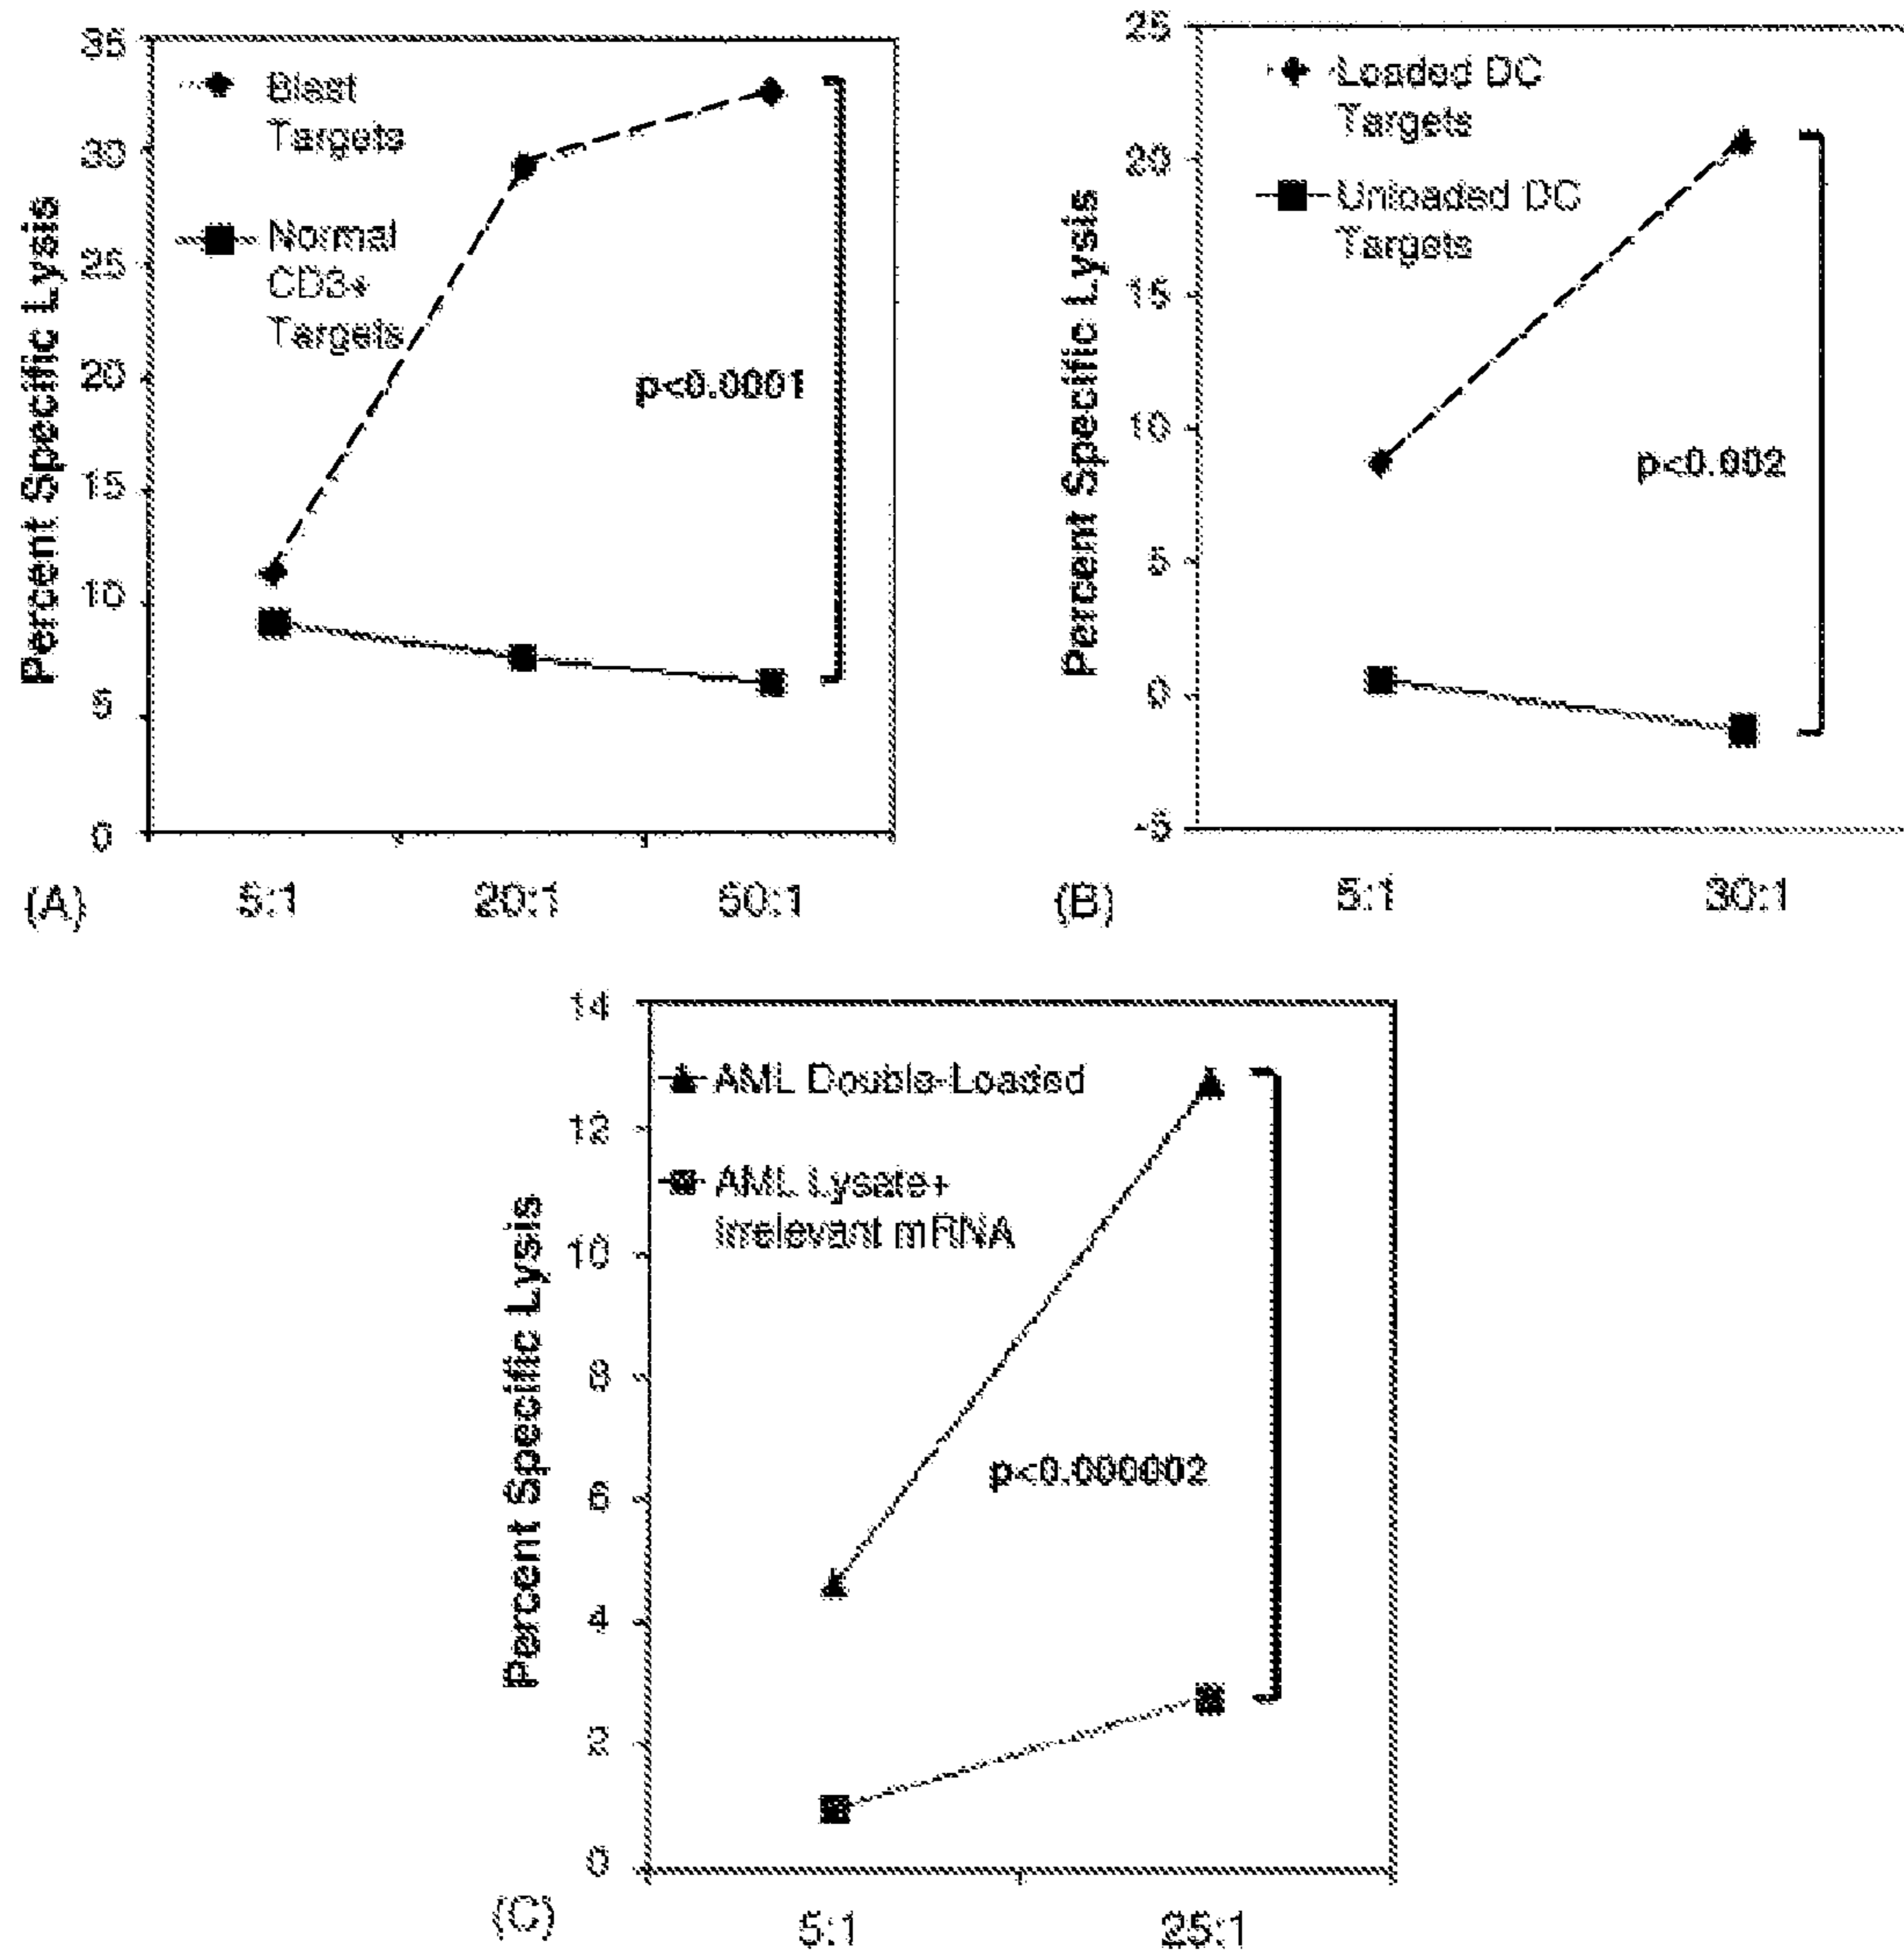 Percent Specific Lysis
35
30
25
20
15
10
5
0
Blast
Targets
Normal
CD3+
Targets
p<0.0001
(A)
5:1
20:1
50:1
Percent Specific Lysis
25
20
15
10
5
0
-5
Loaded DC
Targets
Unloaded DC
Targets
p<0.002
(B)
5:1
30:1
Percent Specific Lysis
14
12
10
8
6
4
2
0
AML Double-Loaded
AML Lysate+
irrelevant mRNA
p<0.000002
(C)
5:1
25:1